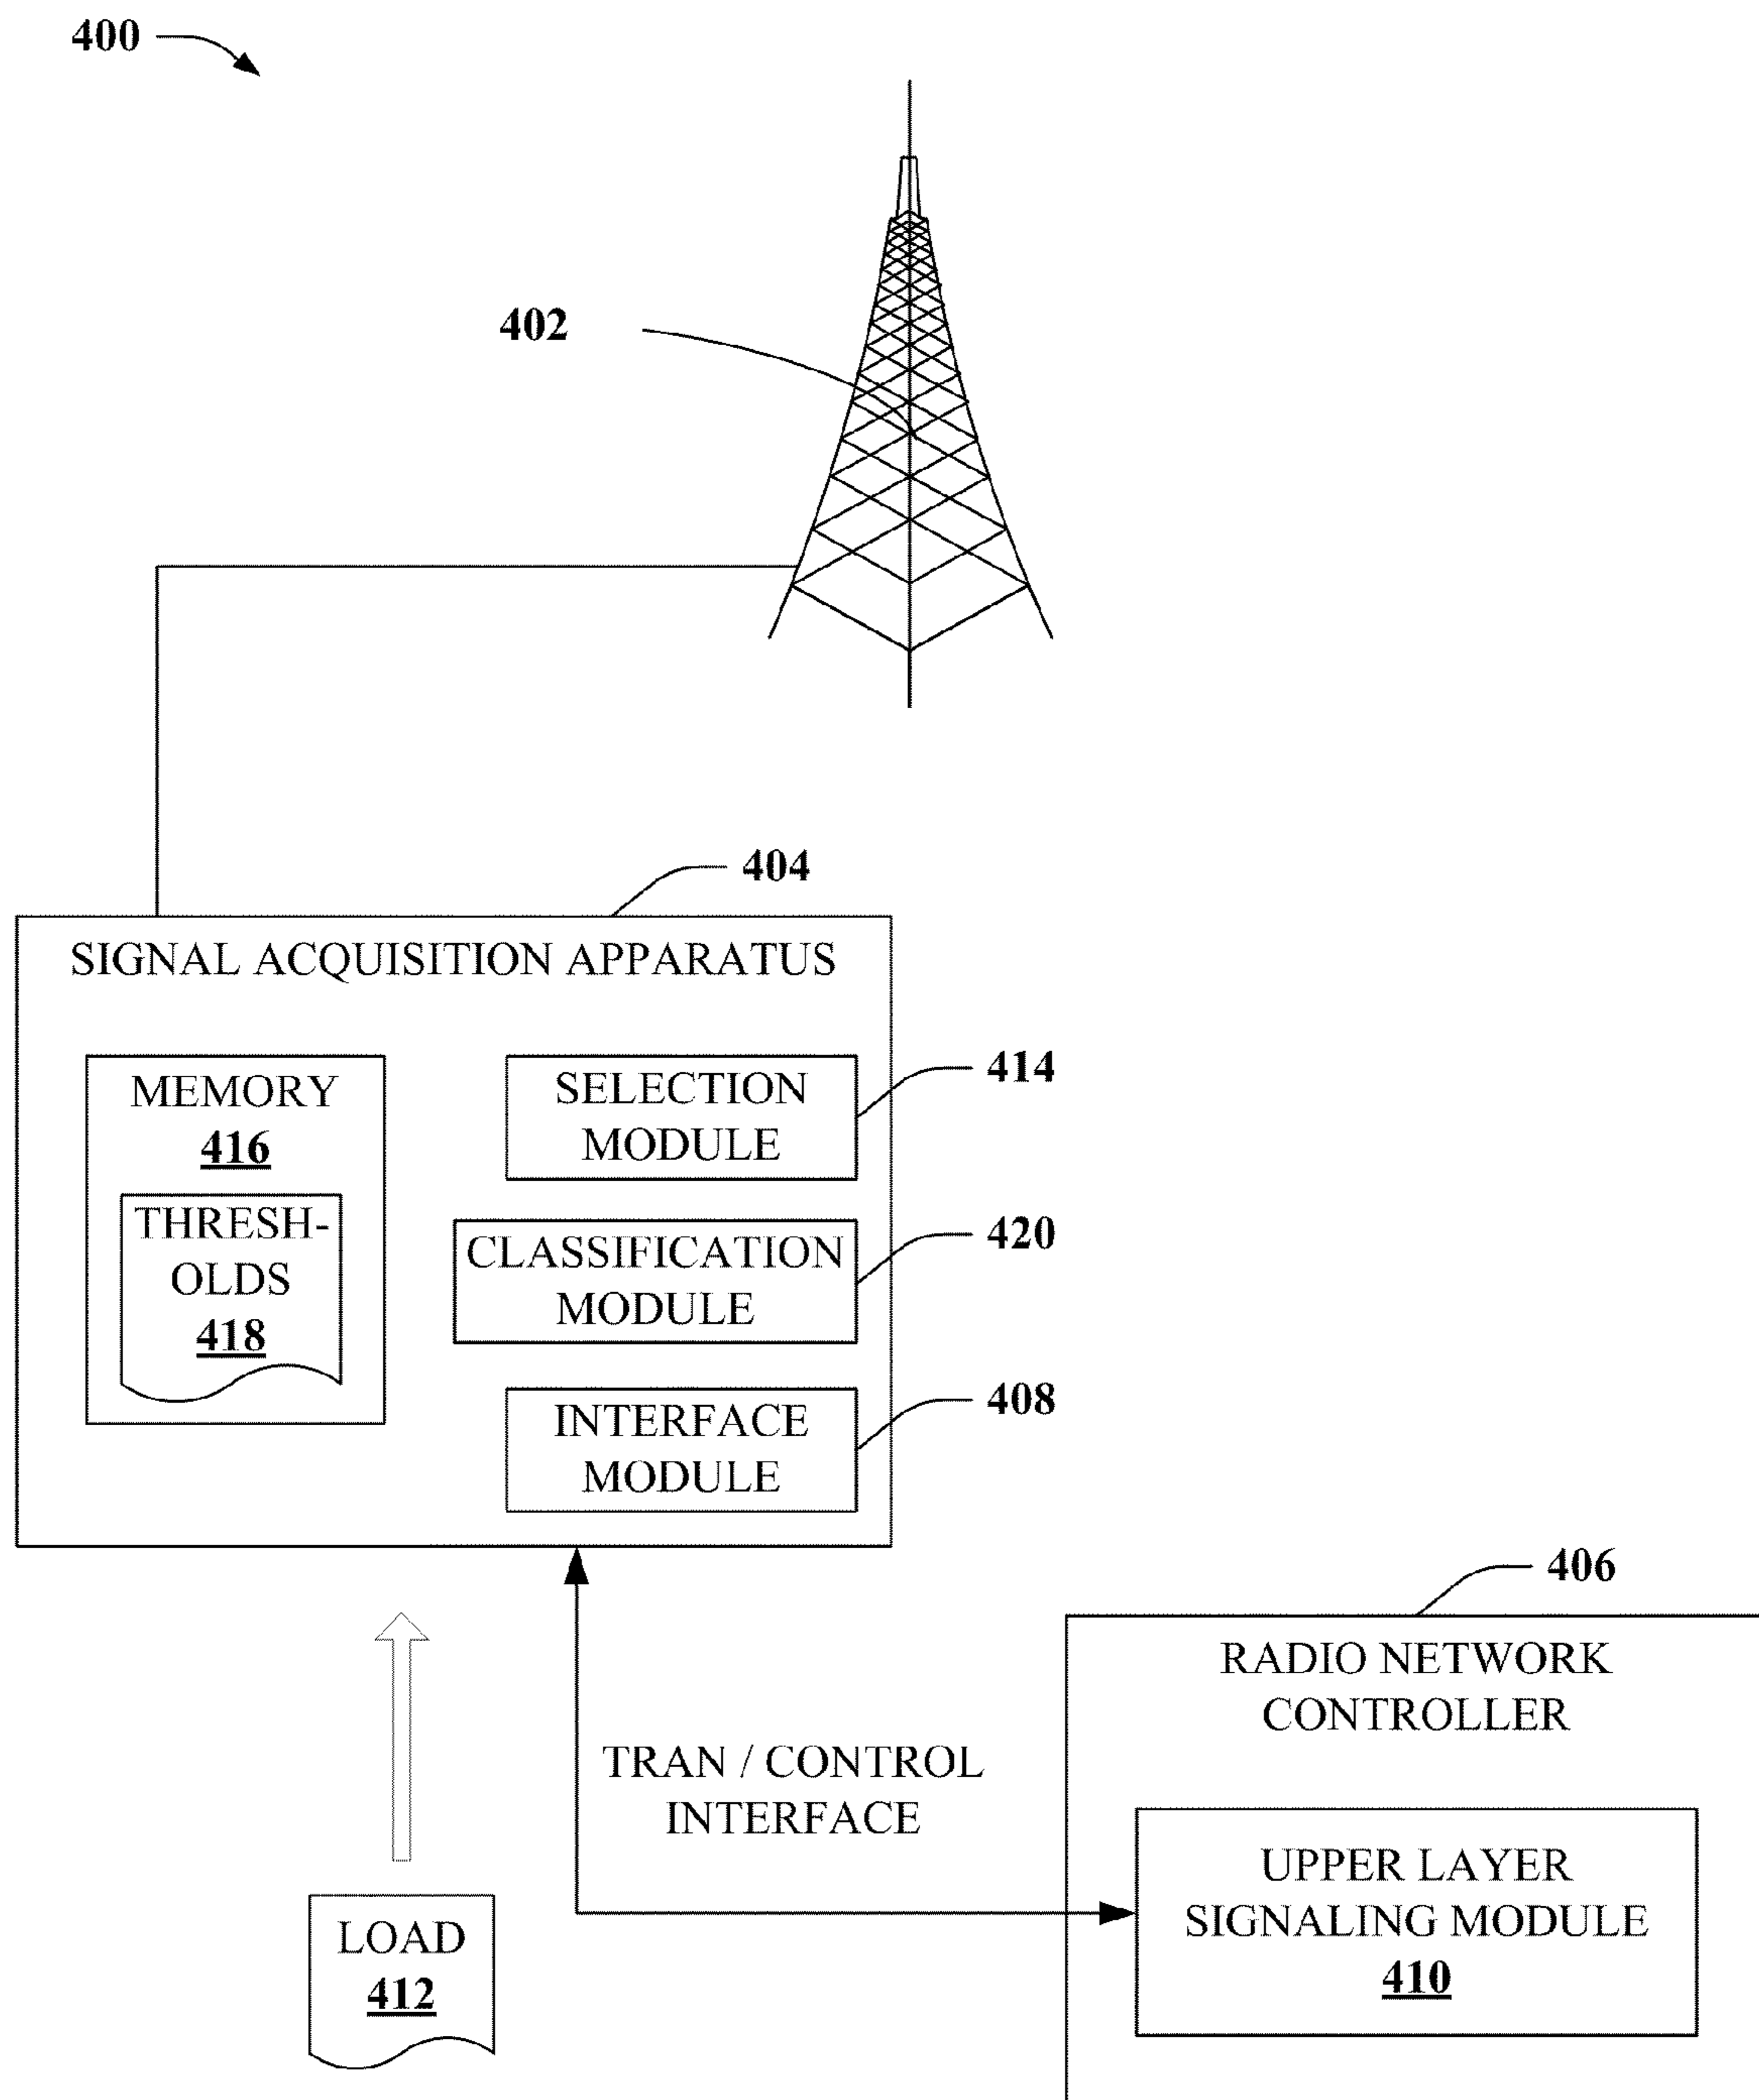 400
402
404
SIGNAL ACQUISITION APPARATUS
MEMORY
416
THRESH-
OLDS
418
SELECTION
MODULE
414
CLASSIFICATION
MODULE
420
INTERFACE
MODULE
408
406
RADIO NETWORK
CONTROLLER
TRAN / CONTROL
INTERFACE
UPPER LAYER
SIGNALING MODULE
410
LOAD
412